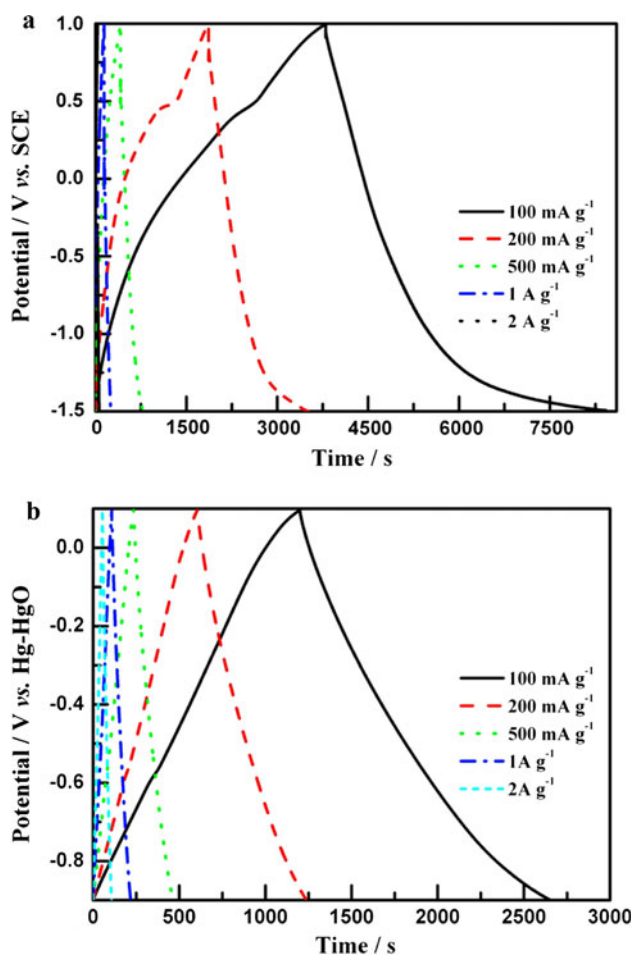 a
1.0
0.5
0.0
-0.5
-1.0
-1.5
Potential / V vs. SCE
100 mA g⁻¹
200 mA g⁻¹
500 mA g⁻¹
1 A g⁻¹
2 A g⁻¹
0 1500 3000 4500 6000 7500
Time / s
b
0.0
-0.2
-0.4
-0.6
-0.8
Potential / V vs. Hg-HgO
100 mA g⁻¹
200 mA g⁻¹
500 mA g⁻¹
1A g⁻¹
2A g⁻¹
0 500 1000 1500 2000 2500 3000
Time / s